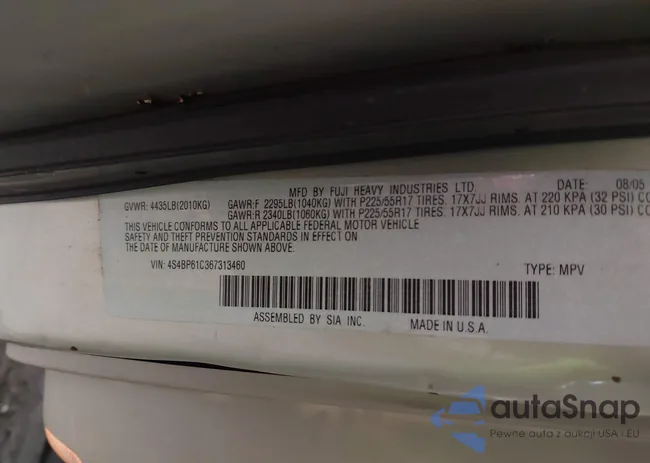 MFD BY FUJI HEAVY INDUSTRIES LTD. DATE: 08/05
GVWR: 4435LB(2010KG) GAWR:F 2295LB(1040KG) WITH P225/55R17 TIRES. 17X7JJ RIMS. AT 220 KPA (32 PSI) CO
GAWR:R 2340LB(1060KG) WITH P225/55R17 TIRES. 17X7JJ RIMS. AT 210 KPA (30 PSI) CO
THIS VEHICLE CONFORMS TO ALL APPLICABLE FEDERAL MOTOR VEHICLE
SAFETY AND THEFT PREVENTION STANDARDS IN EFFECT ON
THE DATE OF MANUFACTURE SHOWN ABOVE.
VIN: 4S4BP61C367313460 TYPE: MPV
ASSEMBLED BY SIA INC. MADE IN U.S.A.
autaSnap
Pewne auta z aukcji USA - EU